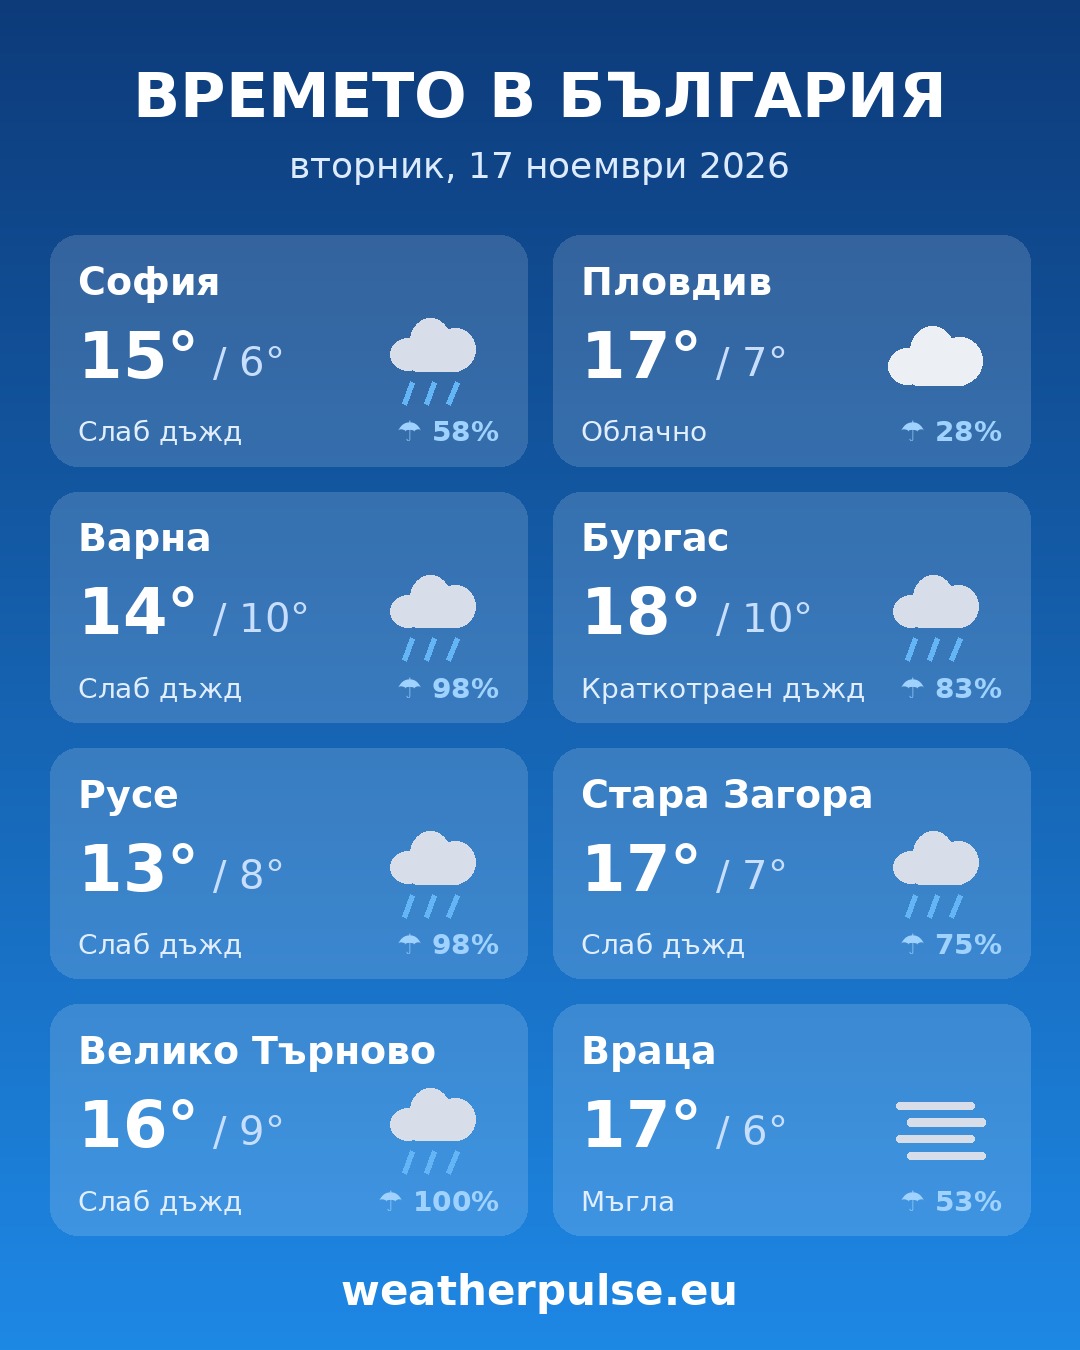 ВРЕМЕТО В БЪЛГАРИЯ
вторник, 17 ноември 2026
София
15° / 6°
Слаб дъжд ☂ 58%
Пловдив
17° / 7°
Облачно ☂ 28%
Варна
14° / 10°
Слаб дъжд ☂ 98%
Бургас
18° / 10°
Краткотраен дъжд ☂ 83%
Русе
13° / 8°
Слаб дъжд ☂ 98%
Стара Загора
17° / 7°
Слаб дъжд ☂ 75%
Велико Търново
16° / 9°
Слаб дъжд ☂ 100%
Враца
17° / 6°
Мъгла ☂ 53%
weatherpulse.eu